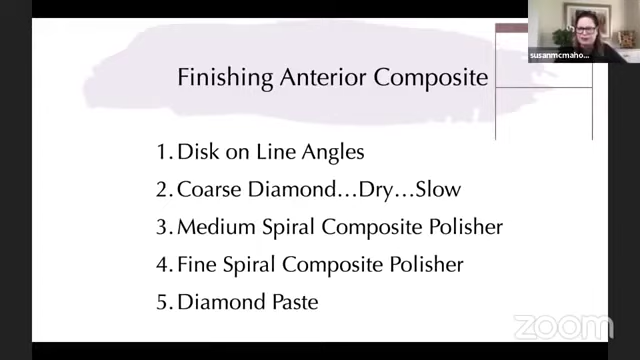 susanmcmaho...
Finishing Anterior Composite
1. Disk on Line Angles
2. Coarse Diamond...Dry...Slow
3. Medium Spiral Composite Polisher
4. Fine Spiral Composite Polisher
5. Diamond Paste
zoom